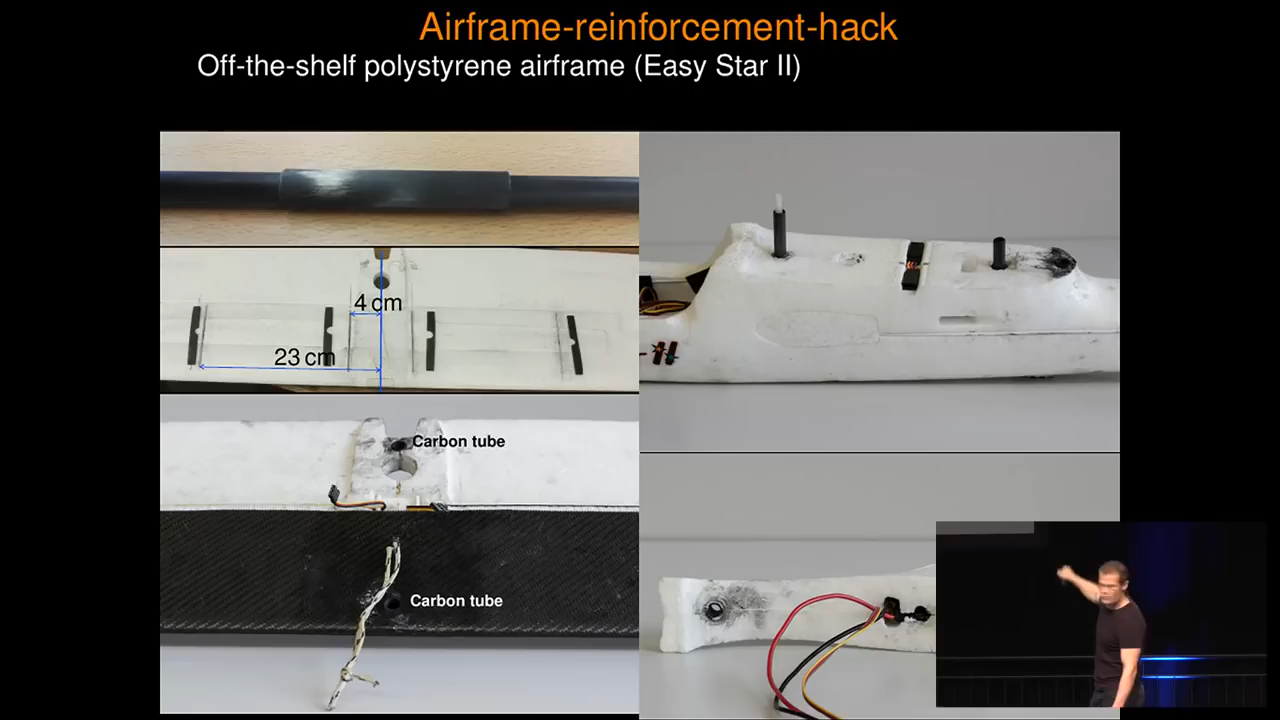 Airframe-reinforcement-hack
Off-the-shelf polystyrene airframe (Easy Star II)
4 cm
23 cm
Carbon tube
Carbon tube